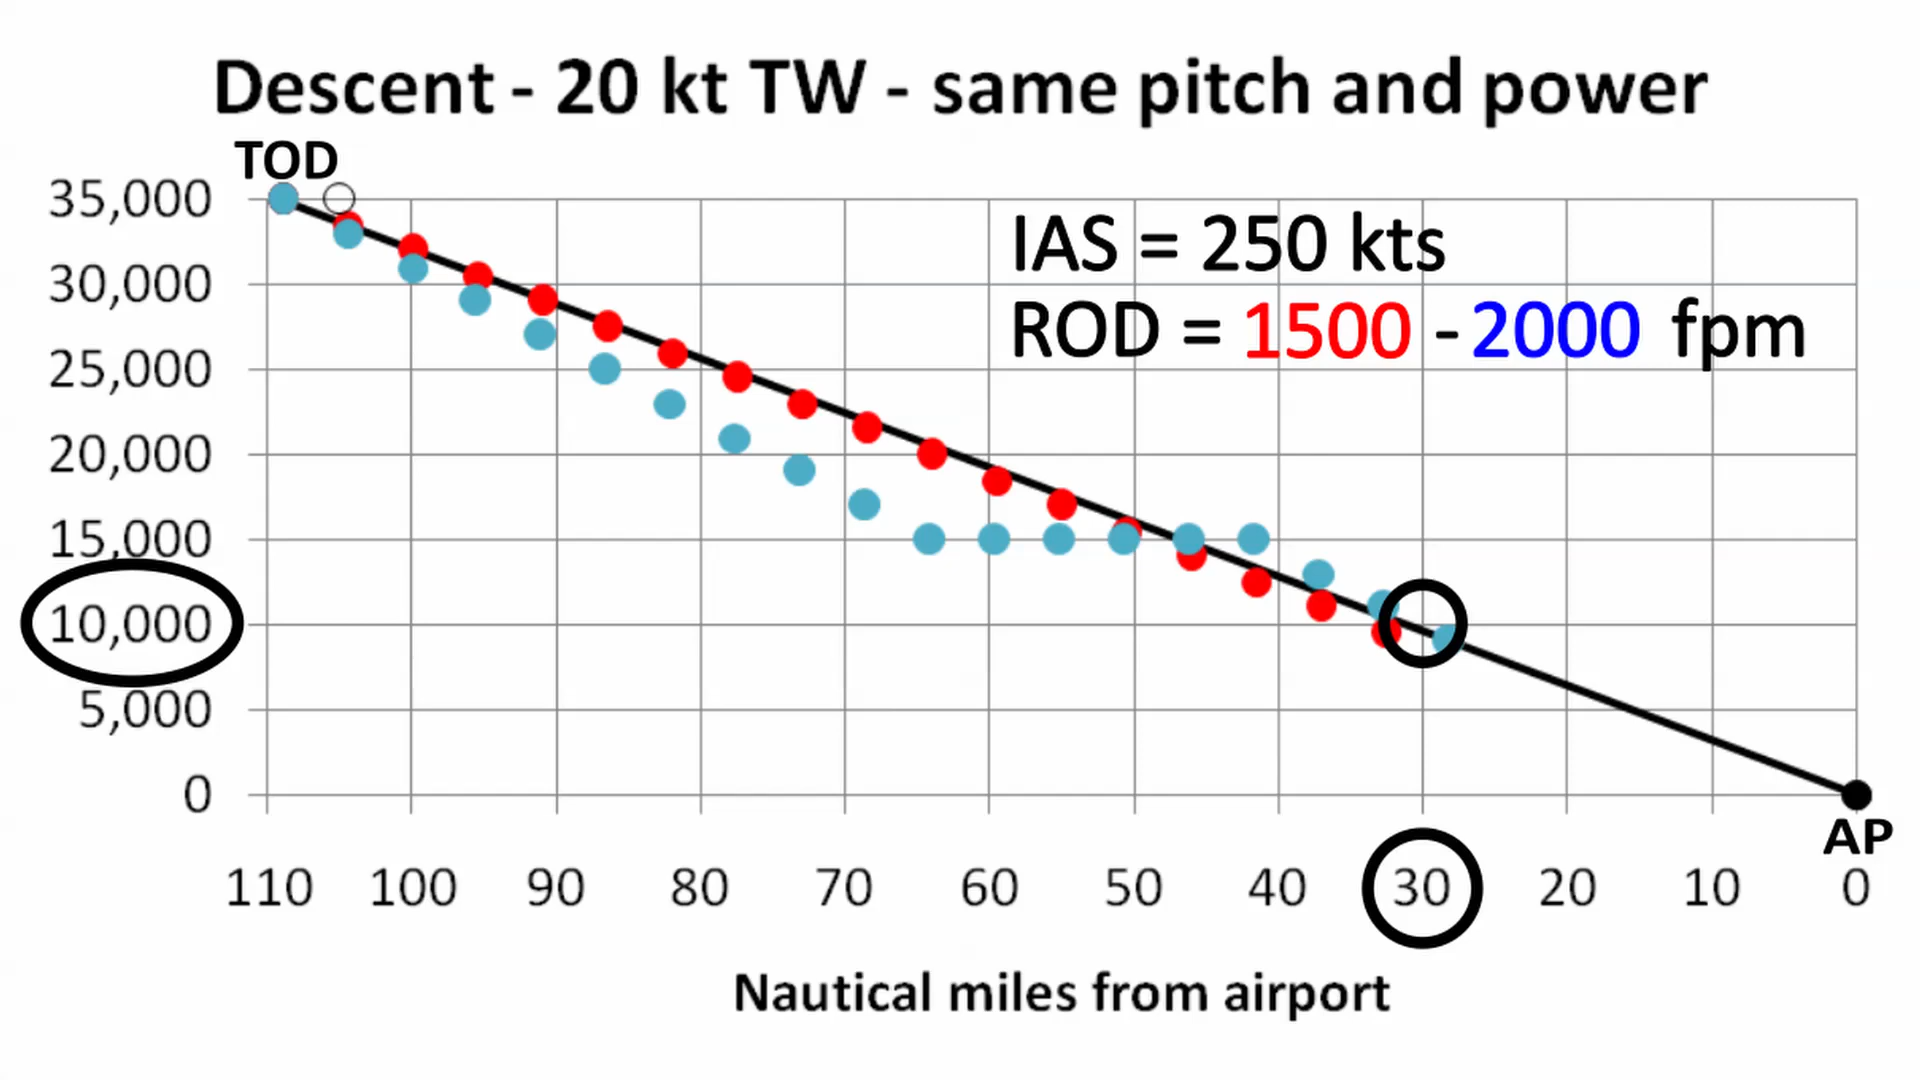 Descent - 20 kt TW - same pitch and power
TOD
35,000
30,000
25,000
20,000
15,000
10,000
5,000
0
IAS = 250 kts
ROD = 1500 - 2000 fpm
AP
110 100 90 80 70 60 50 40 30 20 10 0
Nautical miles from airport